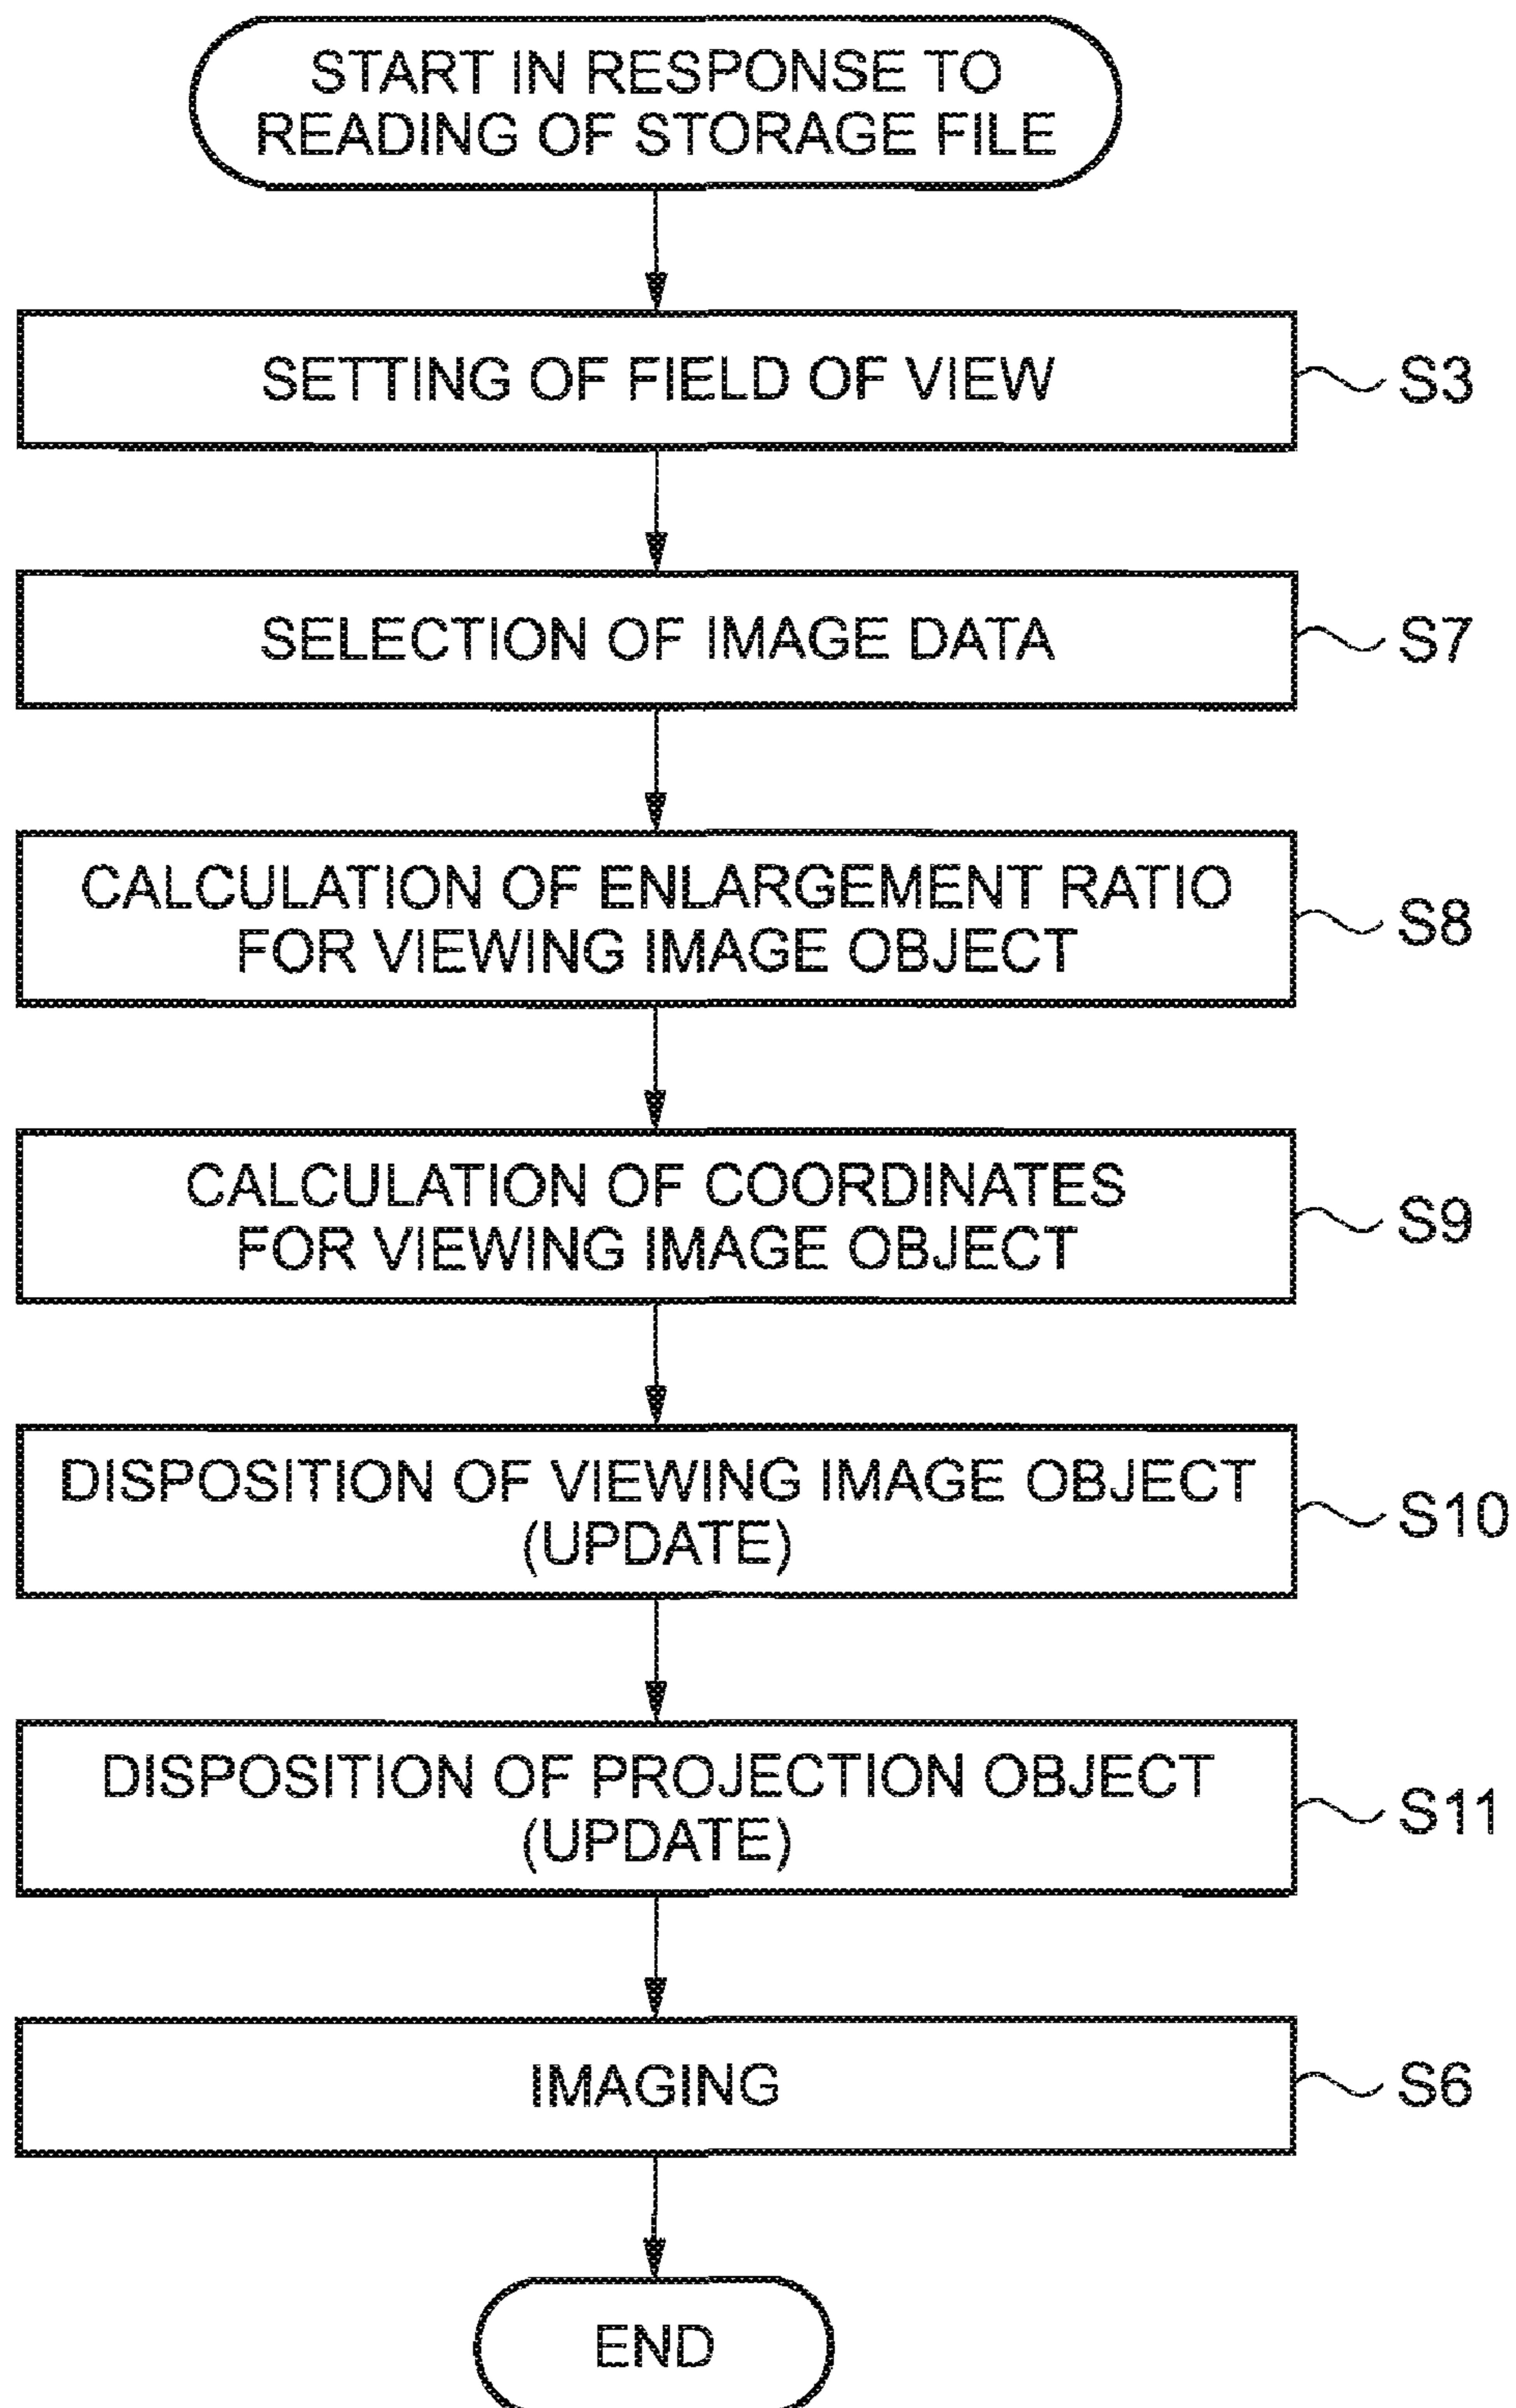 START IN RESPONSE TO
READING OF STORAGE FILE
SETTING OF FIELD OF VIEW
S3
SELECTION OF IMAGE DATA
S7
CALCULATION OF ENLARGEMENT RATIO
FOR VIEWING IMAGE OBJECT
S8
CALCULATION OF COORDINATES
FOR VIEWING IMAGE OBJECT
S9
DISPOSITION OF VIEWING IMAGE OBJECT
(UPDATE)
S10
DISPOSITION OF PROJECTION OBJECT
(UPDATE)
S11
IMAGING
S6
END